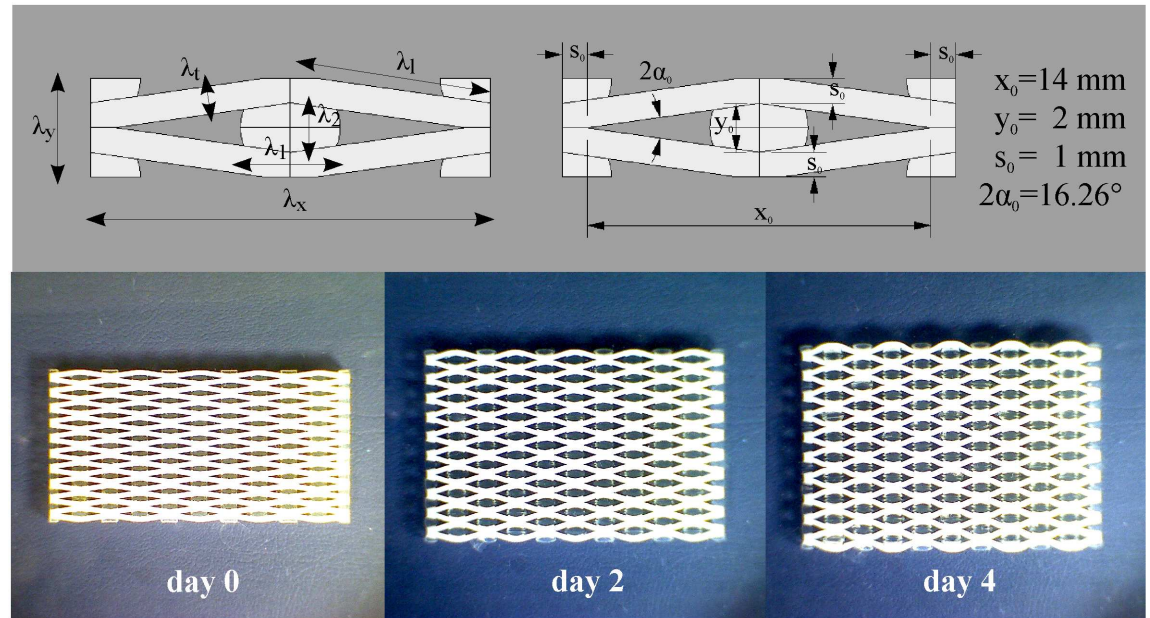 λt
λl
λy
λ2
λ1
λx
s₀
s₀
2α₀
s₀
y₀
s₀
x₀
x₀=14 mm
y₀= 2 mm
s₀= 1 mm
2α₀=16.26°
day 0
day 2
day 4